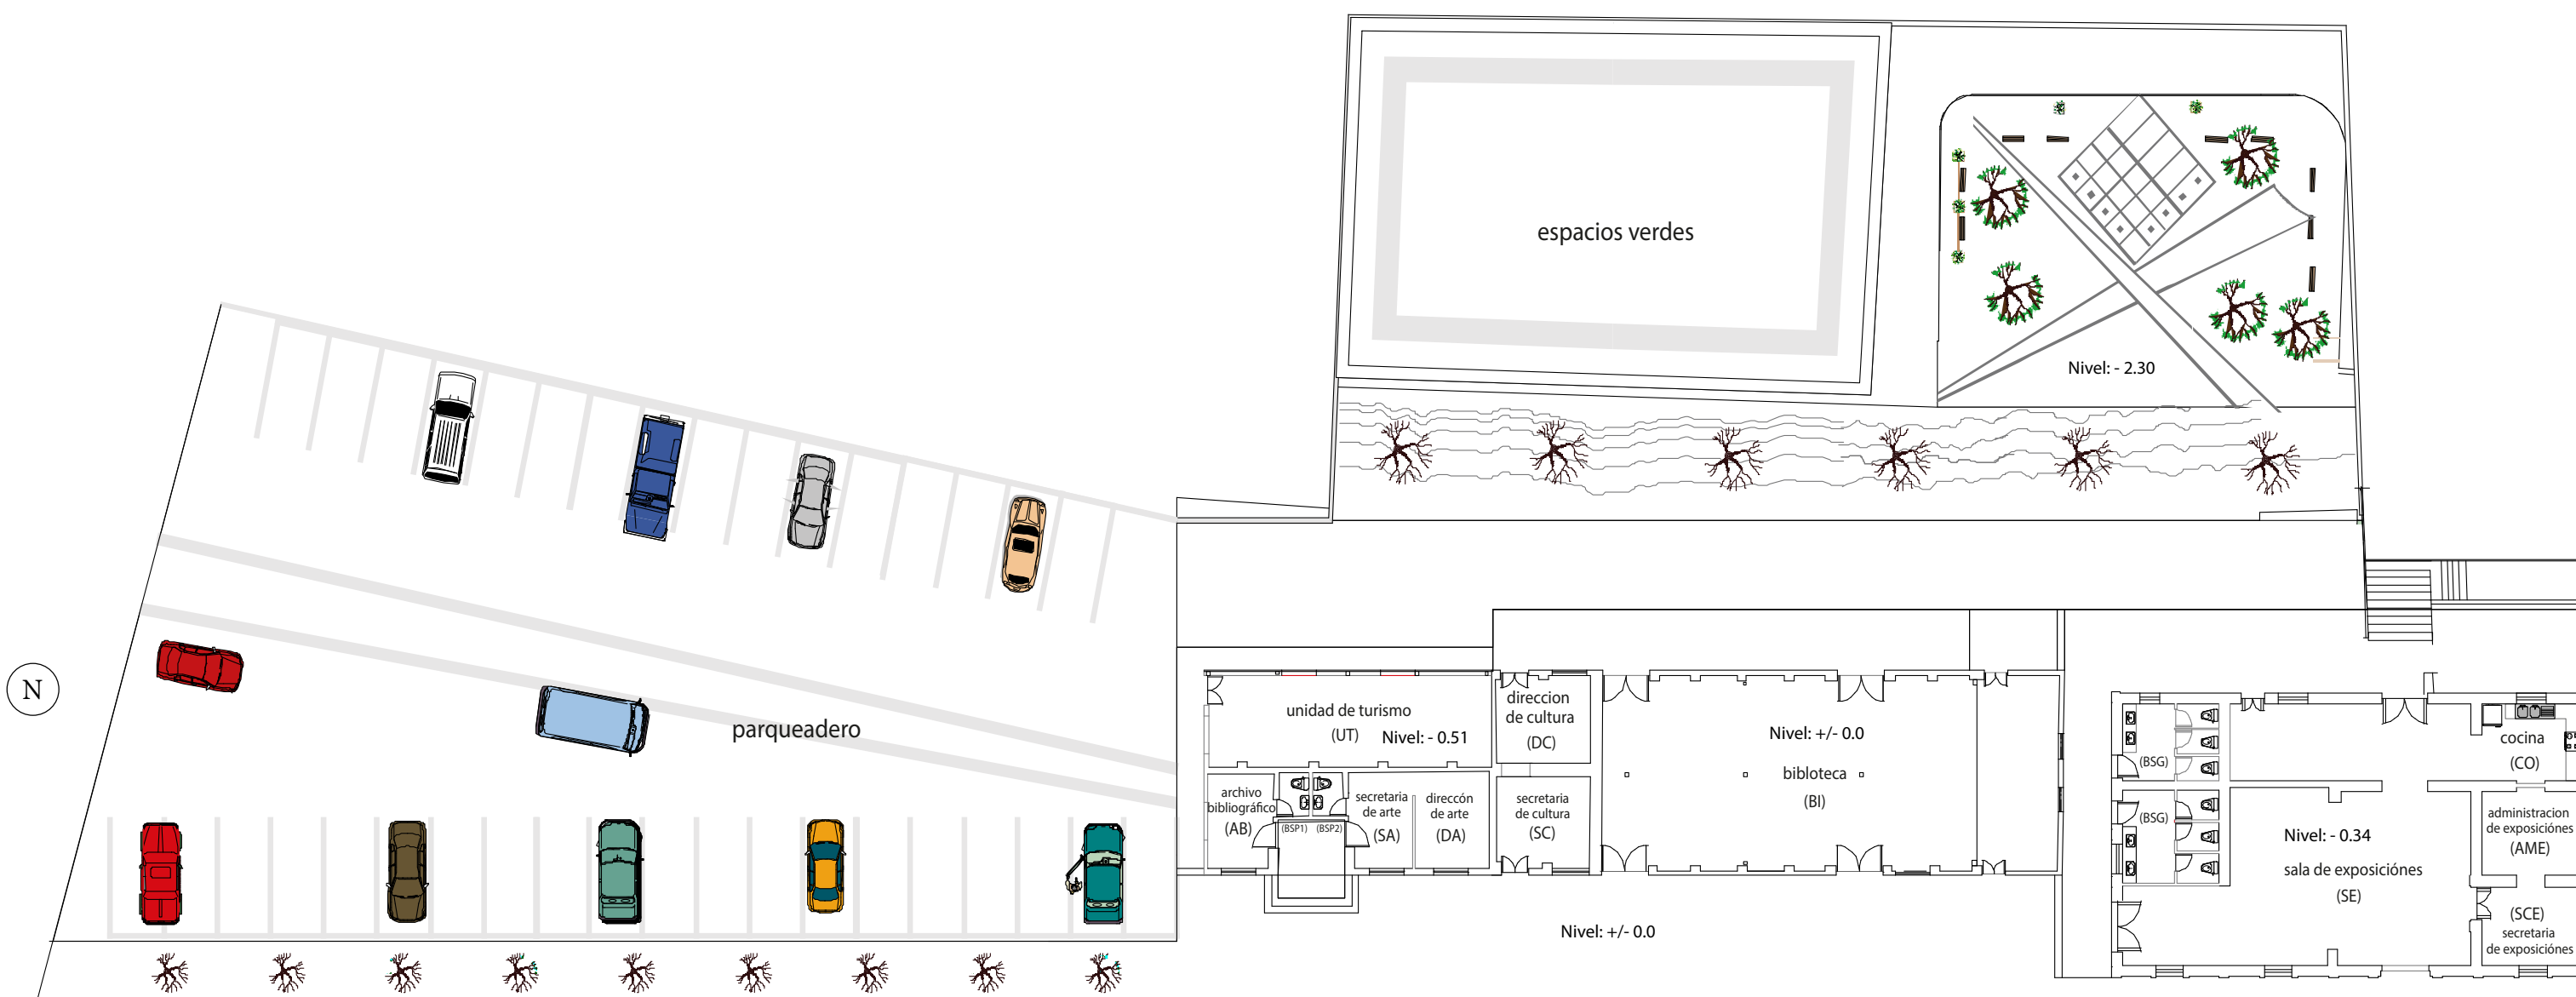 espacios verdes
Nivel: - 2.30
N
parqueadero
unidad de turismo
(UT)
Nivel: - 0.51
direccion
de cultura
(DC)
Nivel: +/- 0.0
bibloteca
(BI)
archivo
bibliográfico
(AB)
(BSP1)
(BSP2)
secretaria
de arte
(SA)
direccón
de arte
(DA)
secretaria
de cultura
(SC)
Nivel: +/- 0.0
(BSG)
(BSG)
cocina
(CO)
Nivel: - 0.34
sala de exposiciónes
(SE)
administracion
de exposiciónes
(AME)
(SCE)
secretaria
de exposiciónes